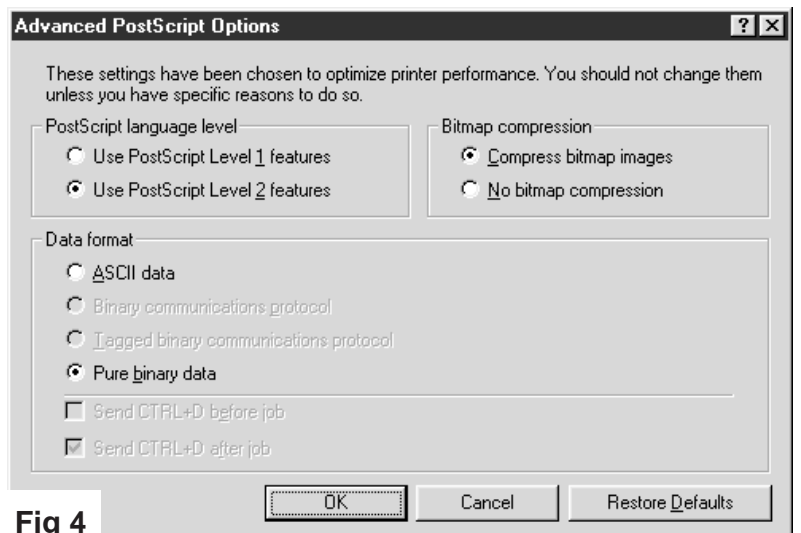 Advanced PostScript Options
These settings have been chosen to optimize printer performance. You should not change them
unless you have specific reasons to do so.
PostScript language level
Use PostScript Level 1 features
Use PostScript Level 2 features
Bitmap compression
Compress bitmap images
No bitmap compression
Data format
ASCII data
Binary communications protocol
Tagged binary communications protocol
Pure binary data
Send CTRL+D before job
Send CTRL+D after job
OK Cancel Restore Defaults
Fig 4